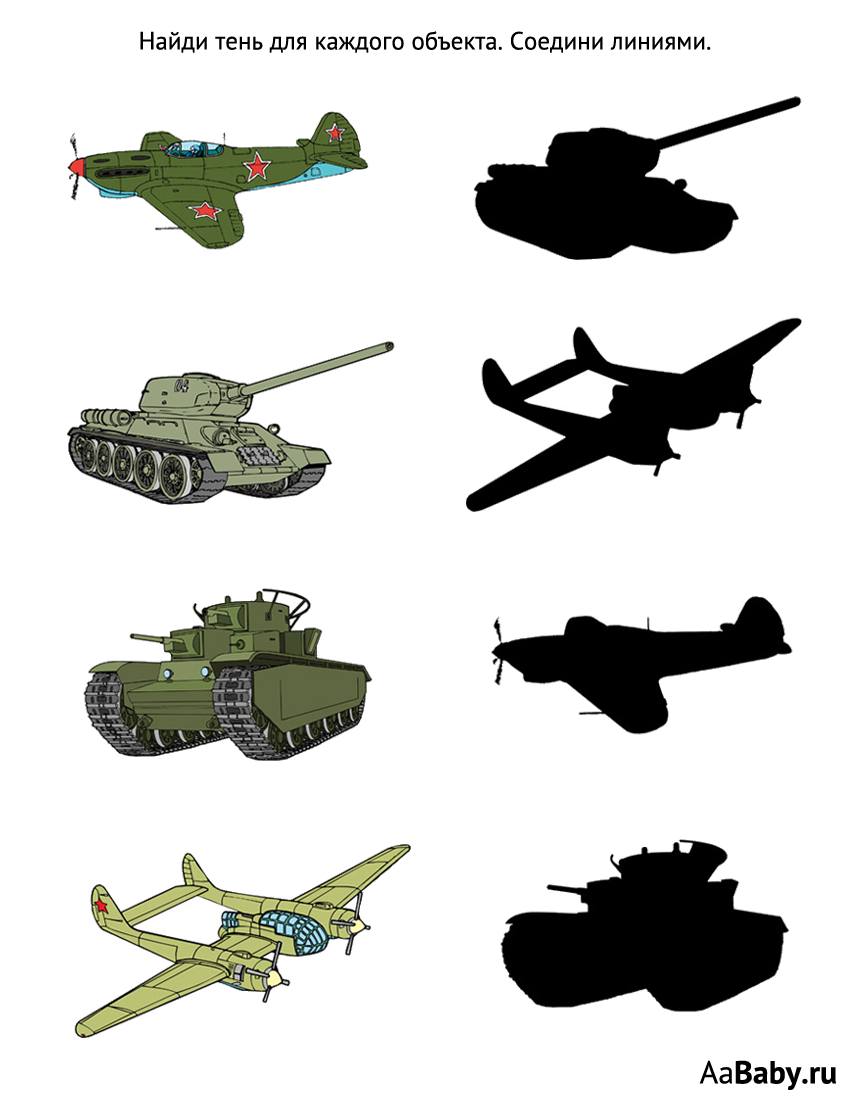 Найди тень для каждого объекта. Соедини линиями.
AaBaby.ru